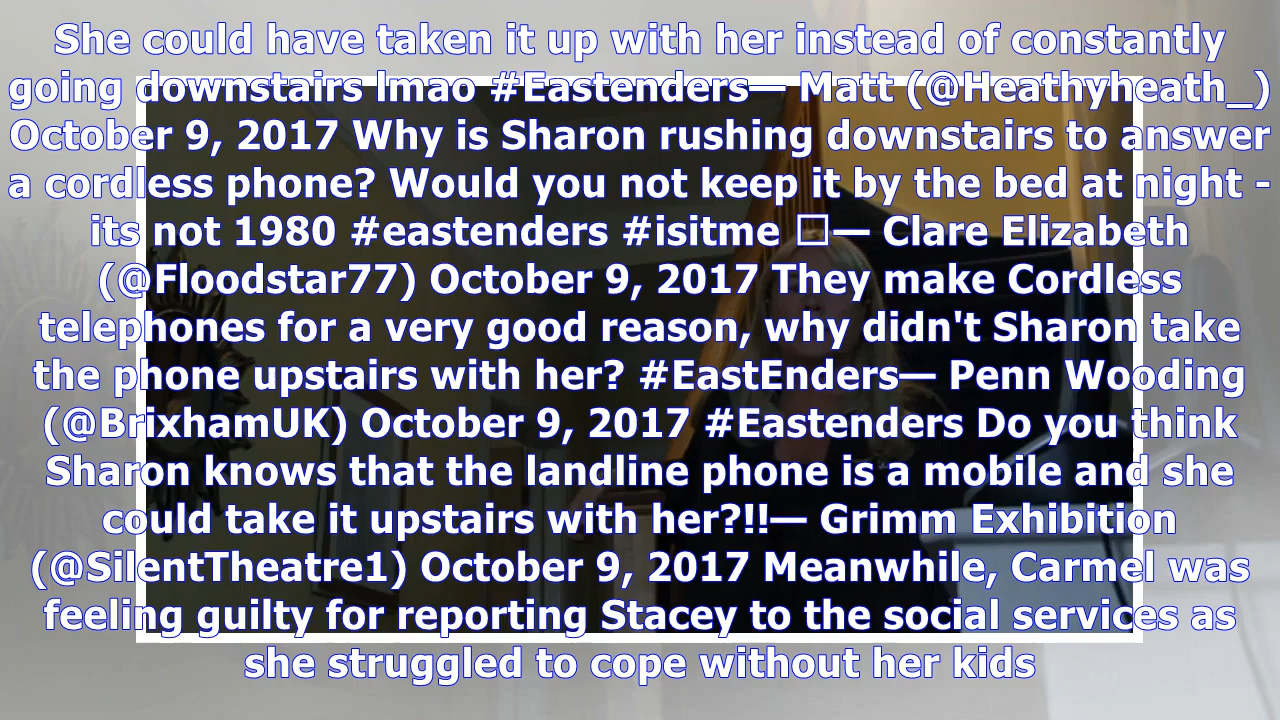 She could have taken it up with her instead of constantly
going downstairs lmao #Eastenders— Matt (@Heathyheath_)
October 9, 2017 Why is Sharon rushing downstairs to answer
a cordless phone? Would you not keep it by the bed at night -
its not 1980 #eastenders #isitme □— Clare Elizabeth
(@Floodstar77) October 9, 2017 They make Cordless
telephones for a very good reason, why didn't Sharon take
the phone upstairs with her? #EastEnders— Penn Wooding
(@BrixhamUK) October 9, 2017 #Eastenders Do you think
Sharon knows that the landline phone is a mobile and she
could take it upstairs with her?!!— Grimm Exhibition
(@SilentTheatre1) October 9, 2017 Meanwhile, Carmel was
feeling guilty for reporting Stacey to the social services as
she struggled to cope without her kids